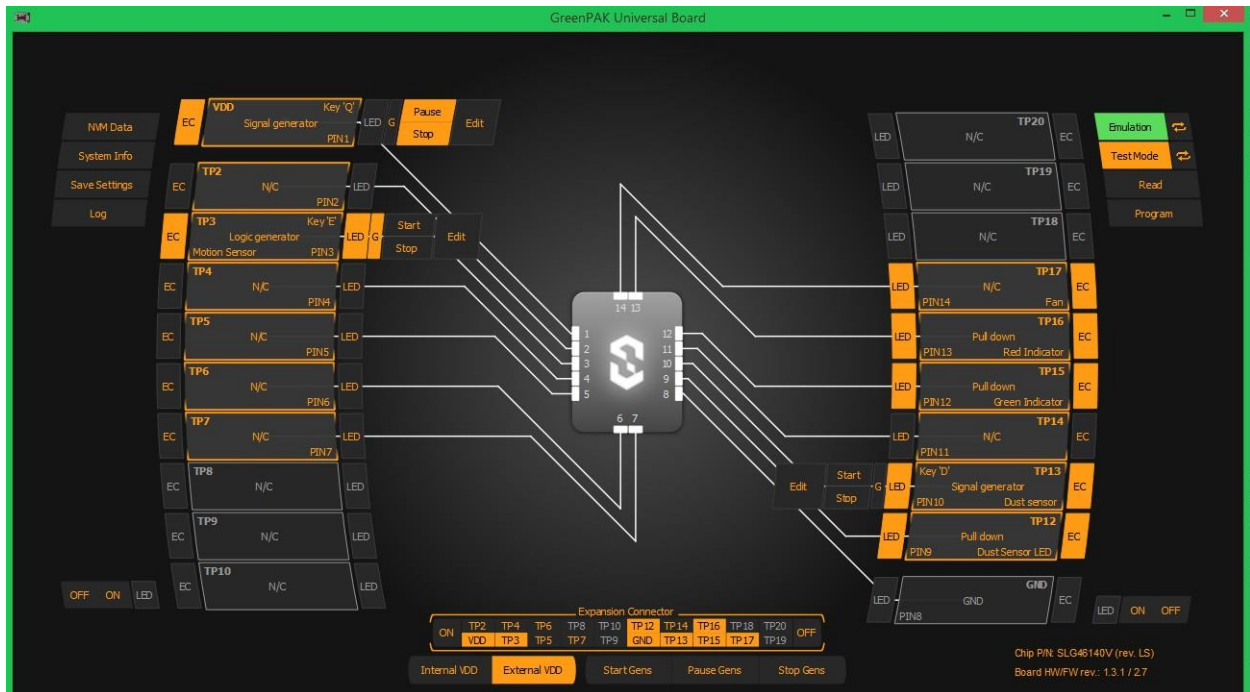 GreenPAK Universal Board
NVM Data
System Info
Save Settings
Log
EC VDD Key 'Q' Signal generator PIN1 LED G Pause Stop Edit
EC TP2 N/C PIN2 LED
EC TP3 Key 'E' Logic generator Motion Sensor PIN3 LED G Start Stop Edit
EC TP4 N/C PIN4 LED
EC TP5 N/C PIN5 LED
EC TP6 N/C PIN6 LED
EC TP7 N/C PIN7 LED
EC TP8 N/C LED
EC TP9 N/C LED
EC TP10 N/C LED
OFF ON LED
14 13
1 12
2 11
3 10
4 9
5 8
6 7
LED TP20 N/C EC
LED TP19 N/C EC
LED TP18 N/C EC
LED TP17 N/C PIN14 Fan EC
LED TP16 Pull down PIN13 Red Indicator EC
LED TP15 Pull down PIN12 Green Indicator EC
LED TP14 N/C PIN11 EC
Edit Start Stop G LED Key 'D' TP13 Signal generator PIN10 Dust sensor EC
LED TP12 Pull down PIN9 Dust Sensor LED EC
LED GND GND PIN8 EC
Emulation
Test Mode
Read
Program
LED ON OFF
Expansion Connector
ON TP2 TP4 TP6 TP8 TP10 TP12 TP14 TP16 TP18 TP20 OFF
VDD TP3 TP5 TP7 TP9 GND TP13 TP15 TP17 TP19
Internal VDD External VDD Start Gens Pause Gens Stop Gens
Chip P/N: SLG46140V (rev. LS)
Board HW/FW rev.: 1.3.1 / 2.7